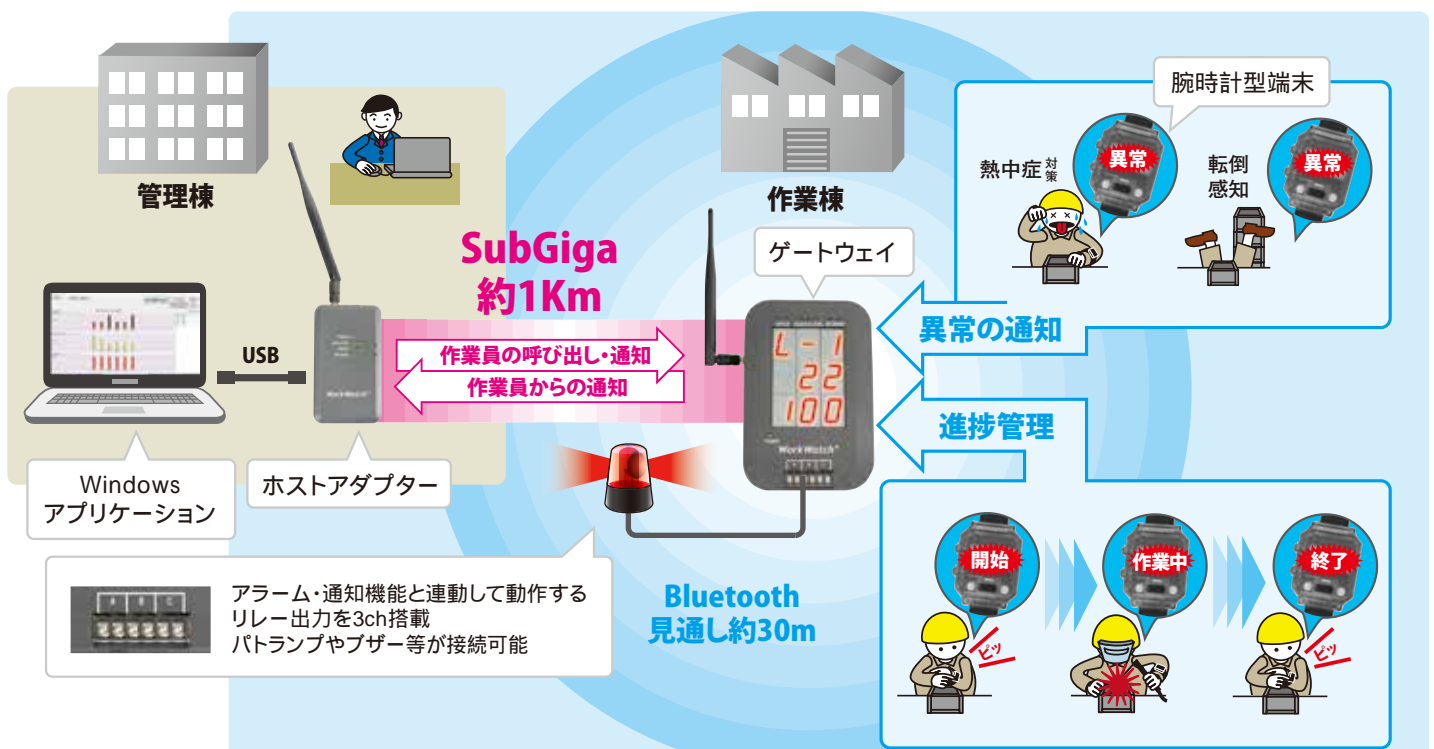 管理棟
作業棟
腕時計型端末
熱中症対策
異常
転倒
感知
異常
SubGiga
約1Km
ゲートウェイ
異常の通知
USB
作業員の呼び出し・通知
作業員からの通知
L-1
22
100
WorkWatch
WorkWatch
進捗管理
Windows
アプリケーション
ホストアダプター
A B C
アラーム・通知機能と連動して動作する
リレー出力を3ch搭載
パトランプやブザー等が接続可能
Bluetooth
見通し約30m
開始
作業中
終了
ピッ
ピッ